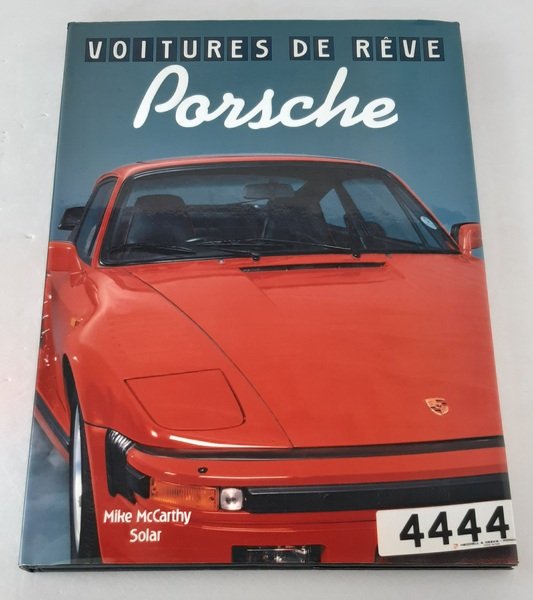 VOITURES DE RÊVE
Porsche
Mike McCarthy
Solar
4444